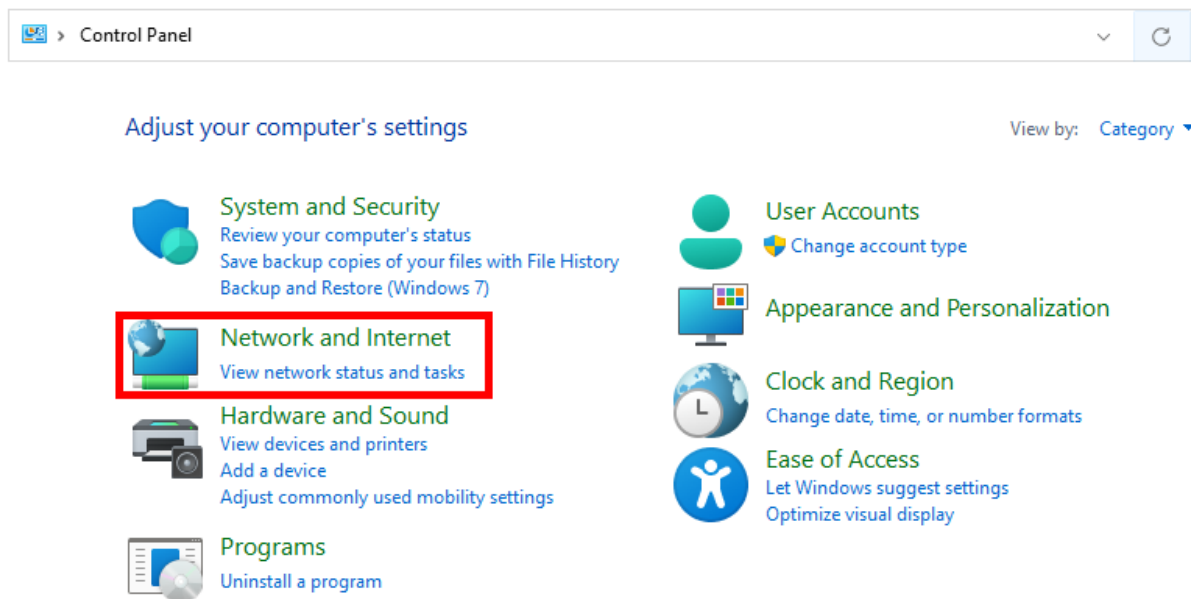 Control Panel
Adjust your computer's settings
View by: Category
System and Security
Review your computer's status
Save backup copies of your files with File History
Backup and Restore (Windows 7)
Network and Internet
View network status and tasks
Hardware and Sound
View devices and printers
Add a device
Adjust commonly used mobility settings
Programs
Uninstall a program
User Accounts
Change account type
Appearance and Personalization
Clock and Region
Change date, time, or number formats
Ease of Access
Let Windows suggest settings
Optimize visual display